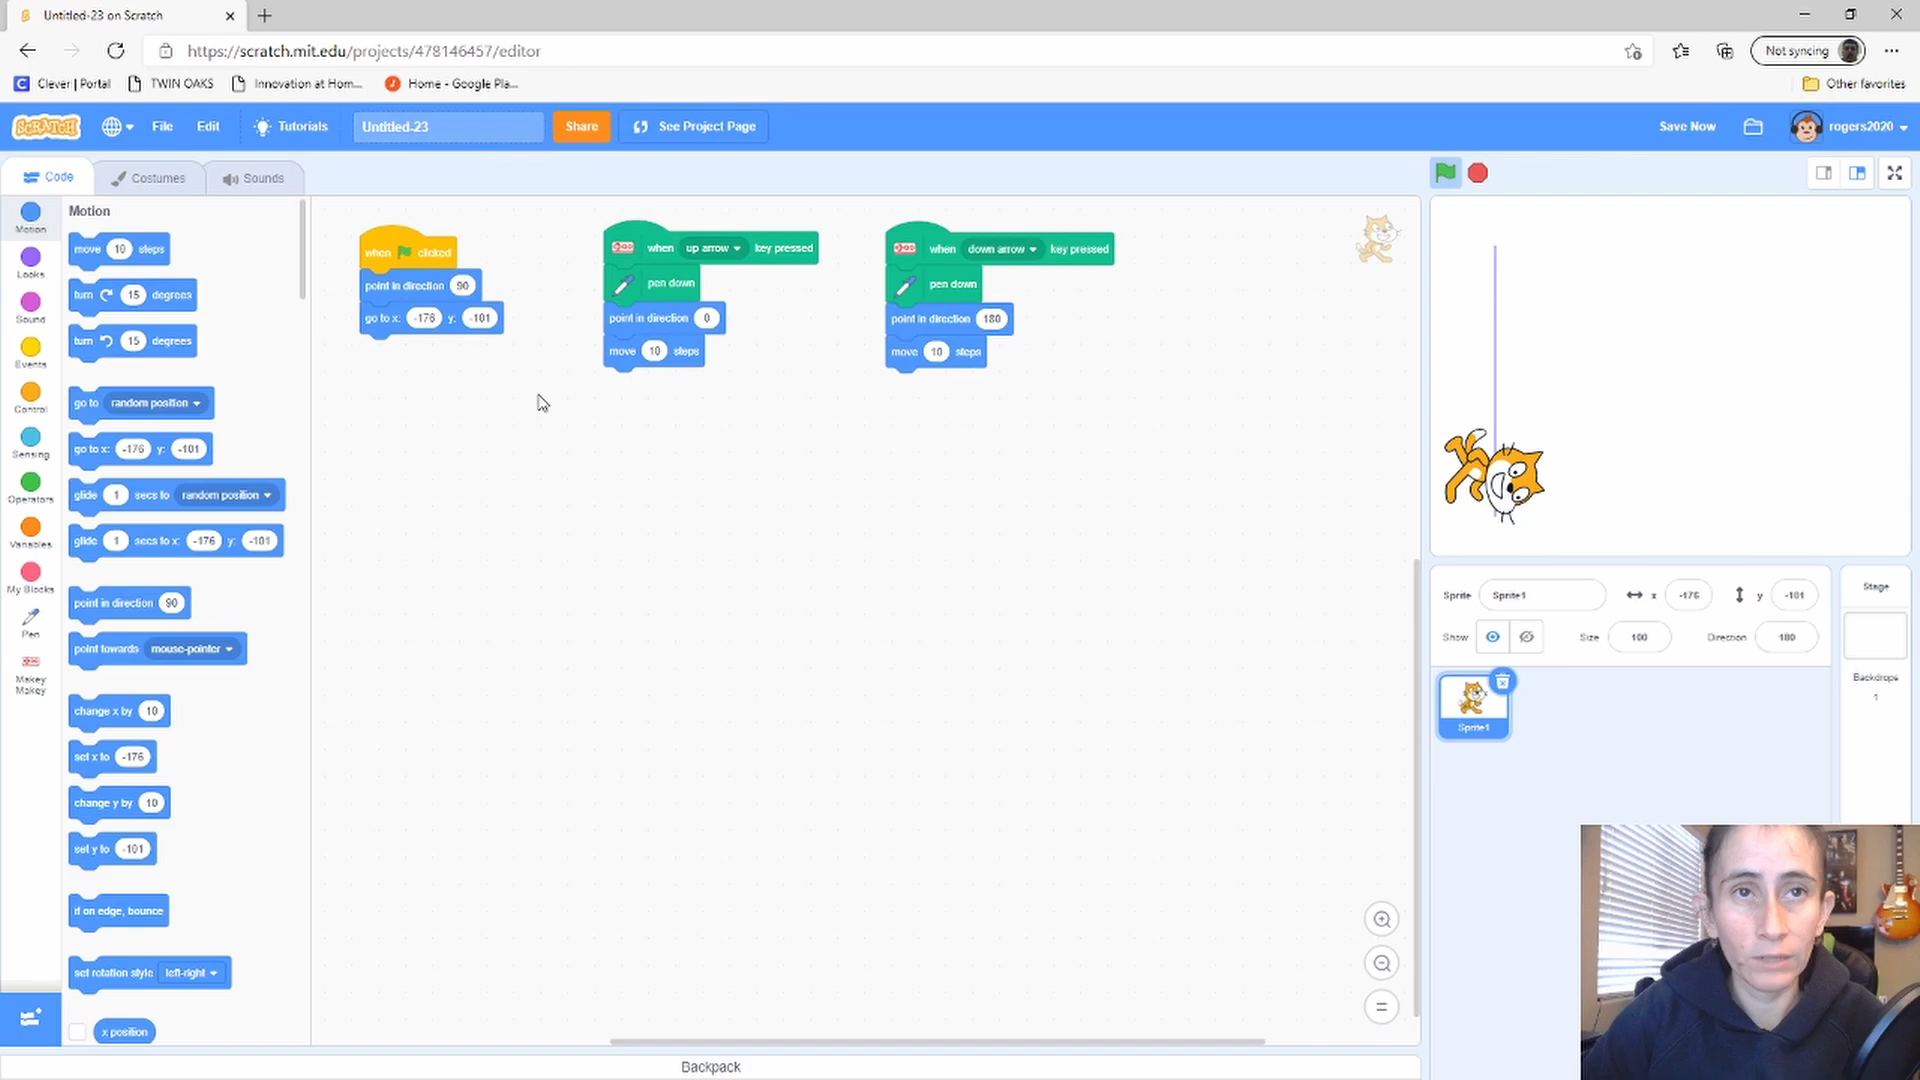 Untitled-23 on Scratch
https://scratch.mit.edu/projects/478146457/editor
Not syncing
Clever | Portal
TWIN OAKS
Innovation at Hom...
Home - Google Pla...
Other favorites
SCRATCH
File
Edit
Tutorials
Untitled-23
Share
See Project Page
Save Now
rogers2020
Code
Costumes
Sounds
Motion
Looks
Sound
Events
Control
Sensing
Operators
Variables
My Blocks
Pen
Makey
Makey
Motion
move 10 steps
turn 15 degrees
turn 15 degrees
go to random position
go to x: -176 y: -101
glide 1 secs to random position
glide 1 secs to x: -176 y: -101
point in direction 90
point towards mouse-pointer
change x by 10
set x to -176
change y by 10
set y to -101
if on edge, bounce
set rotation style left-right
x position
when clicked
point in direction 90
go to x: -176 y: -101
when up arrow key pressed
pen down
point in direction 0
move 10 steps
when down arrow key pressed
pen down
point in direction 180
move 10 steps
Sprite Sprite1 x -176 y -101
Show Size 100 Direction 180
Sprite1
Stage
Backdrops
1
Backpack